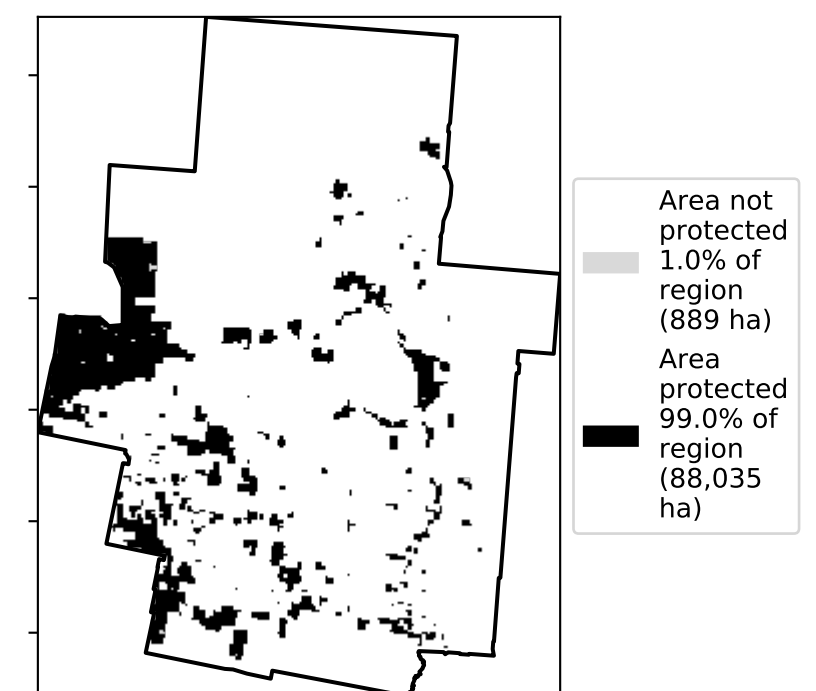 Area not
protected
1.0% of
region
(889 ha)
Area
protected
99.0% of
region
(88,035
ha)